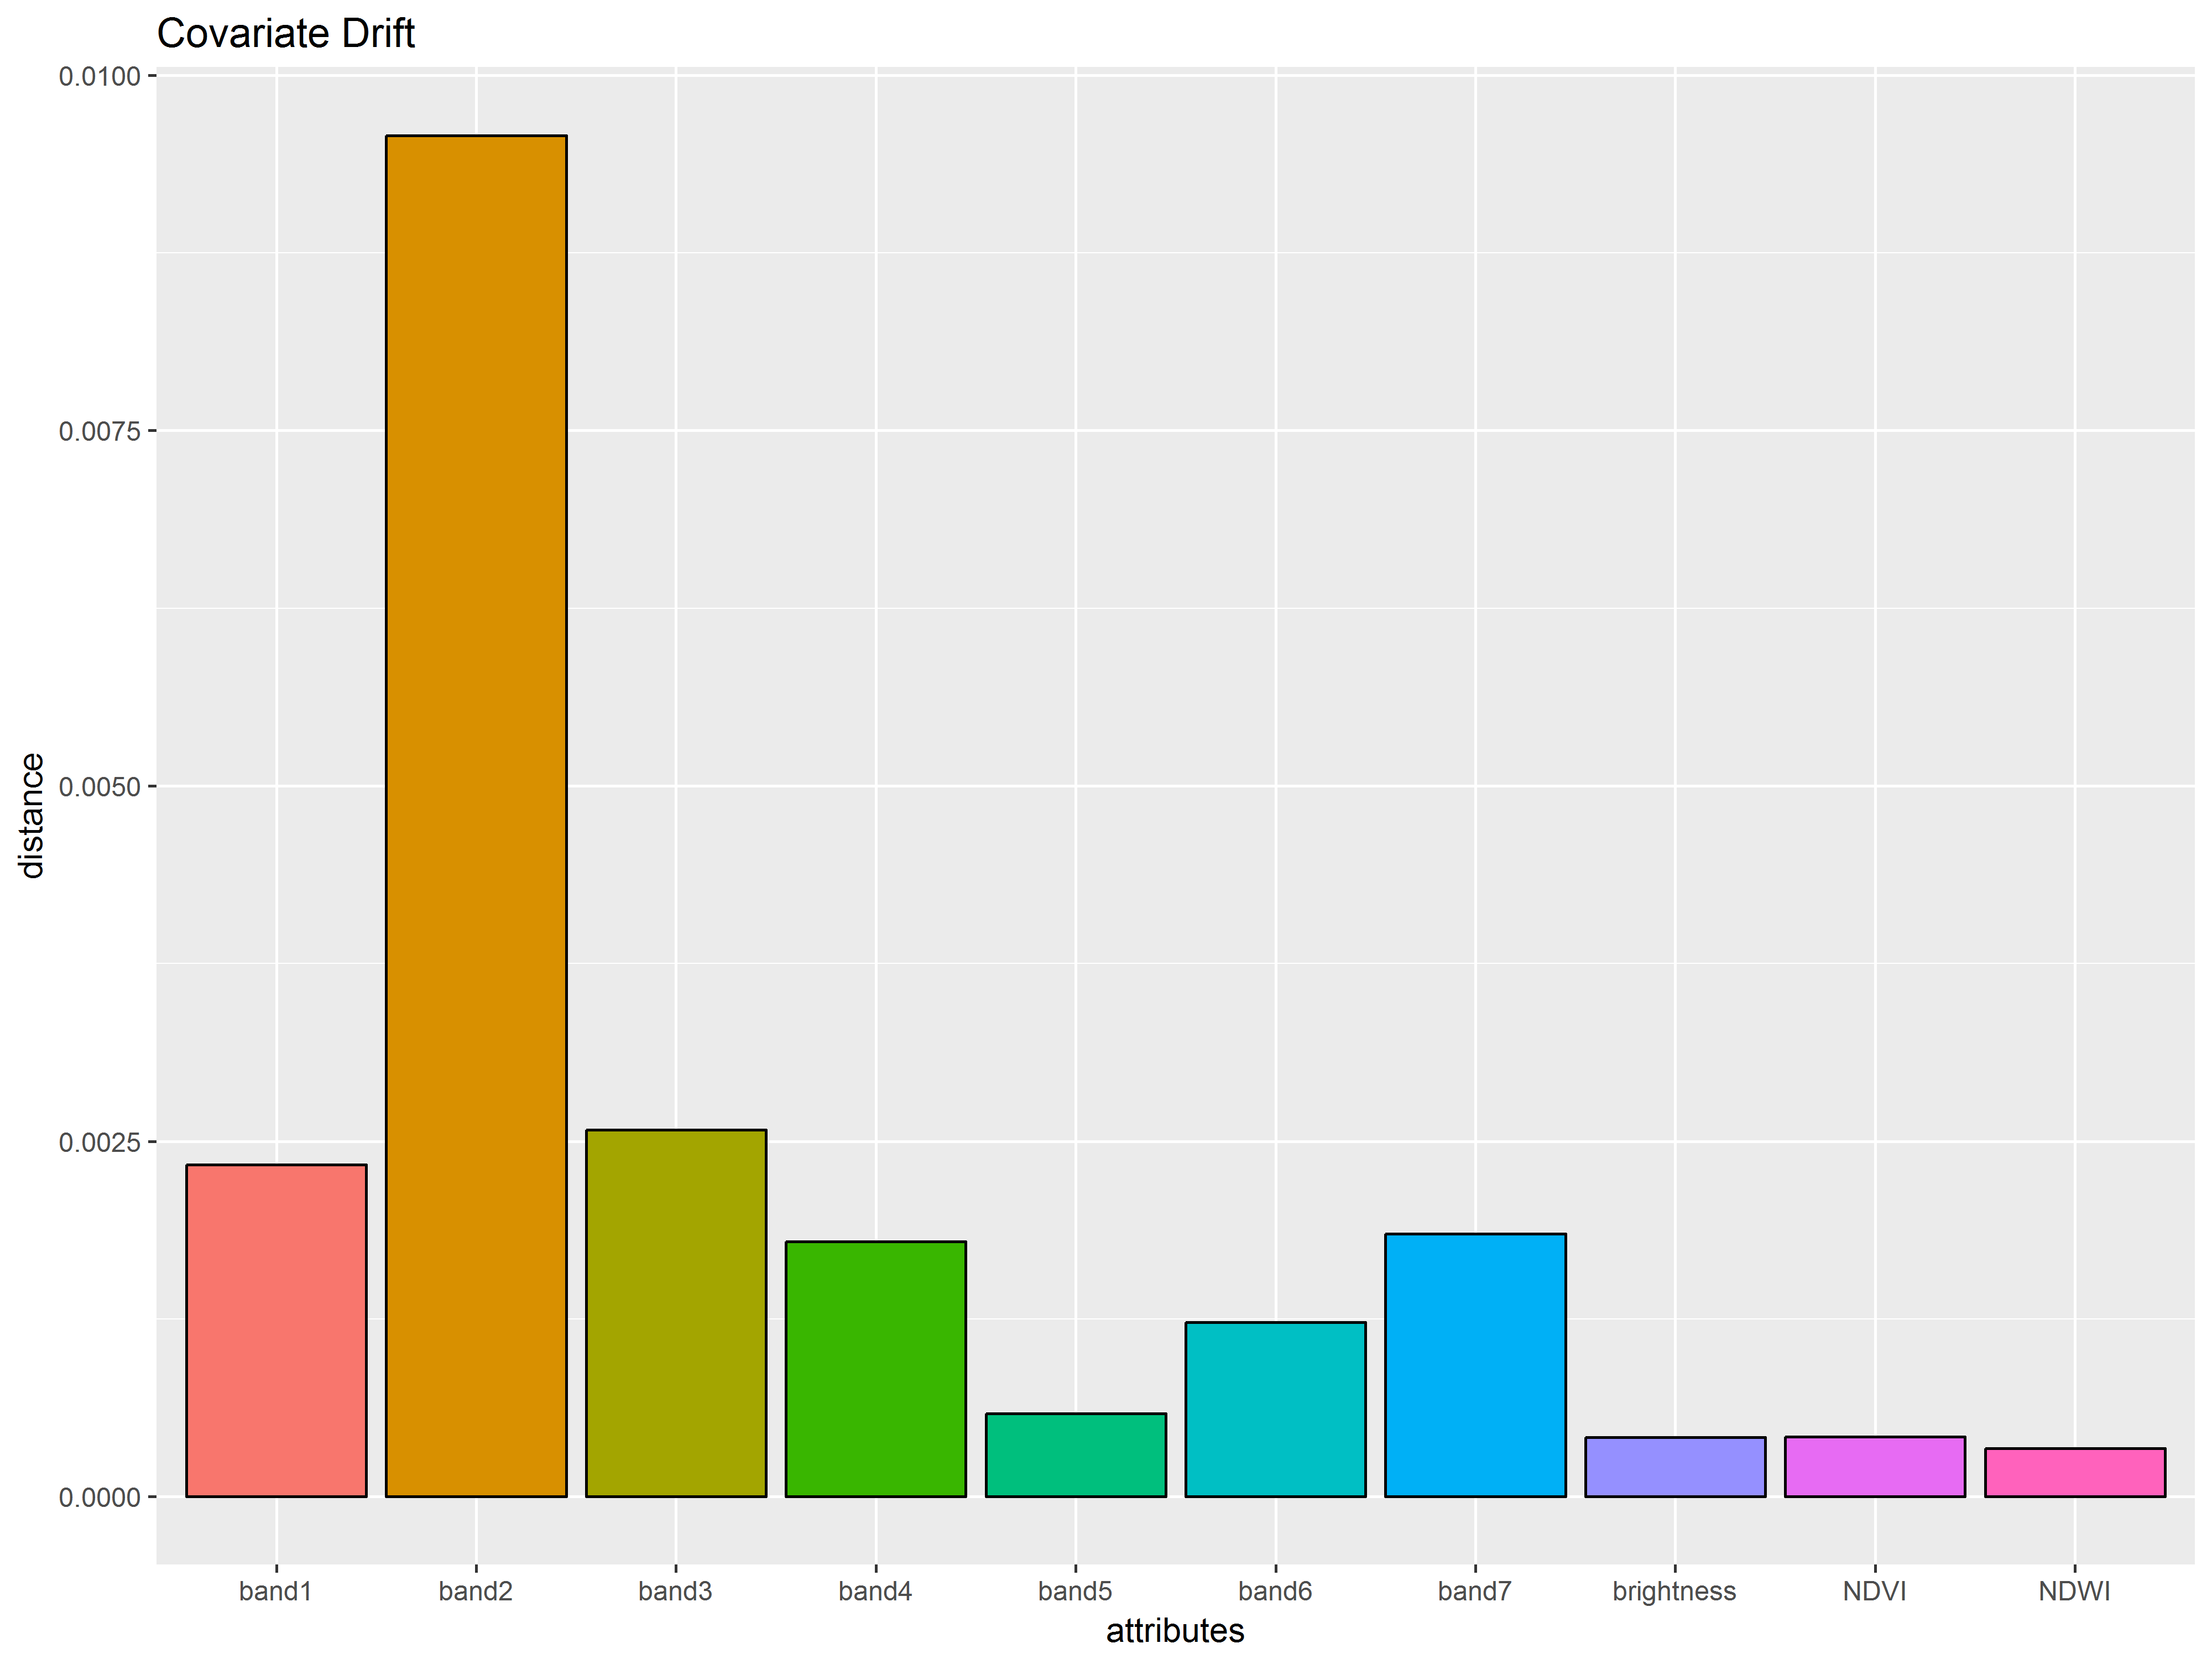 Covariate Drift
0.0100
0.0075
0.0050
0.0025
0.0000
distance
band1 band2 band3 band4 band5 band6 band7 brightness NDVI NDWI
attributes